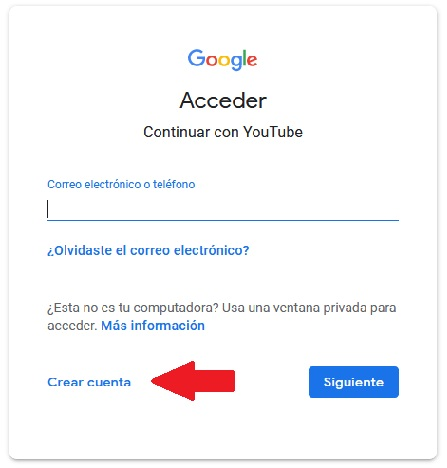 Google
Acceder
Continuar con YouTube
Correo electrónico o teléfono
¿Olvidaste el correo electrónico?
¿Esta no es tu computadora? Usa una ventana privada para
acceder. Más información
Crear cuenta
Siguiente